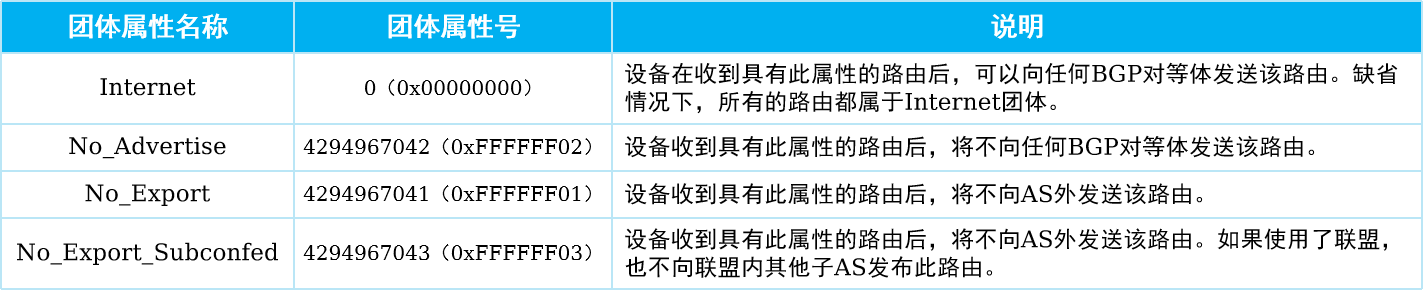 团体属性名称 团体属性号 说明
Internet 0（0x00000000） 设备在收到具有此属性的路由后，可以向任何BGP对等体发送该路由。缺省
情况下，所有的路由都属于Internet团体。
No_Advertise 4294967042（0xFFFFFF02） 设备收到具有此属性的路由后，将不向任何BGP对等体发送该路由。
No_Export 4294967041（0xFFFFFF01） 设备收到具有此属性的路由后，将不向AS外发送该路由。
No_Export_Subconfed 4294967043（0xFFFFFF03） 设备收到具有此属性的路由后，将不向AS外发送该路由。如果使用了联盟，
也不向联盟内其他子AS发布此路由。